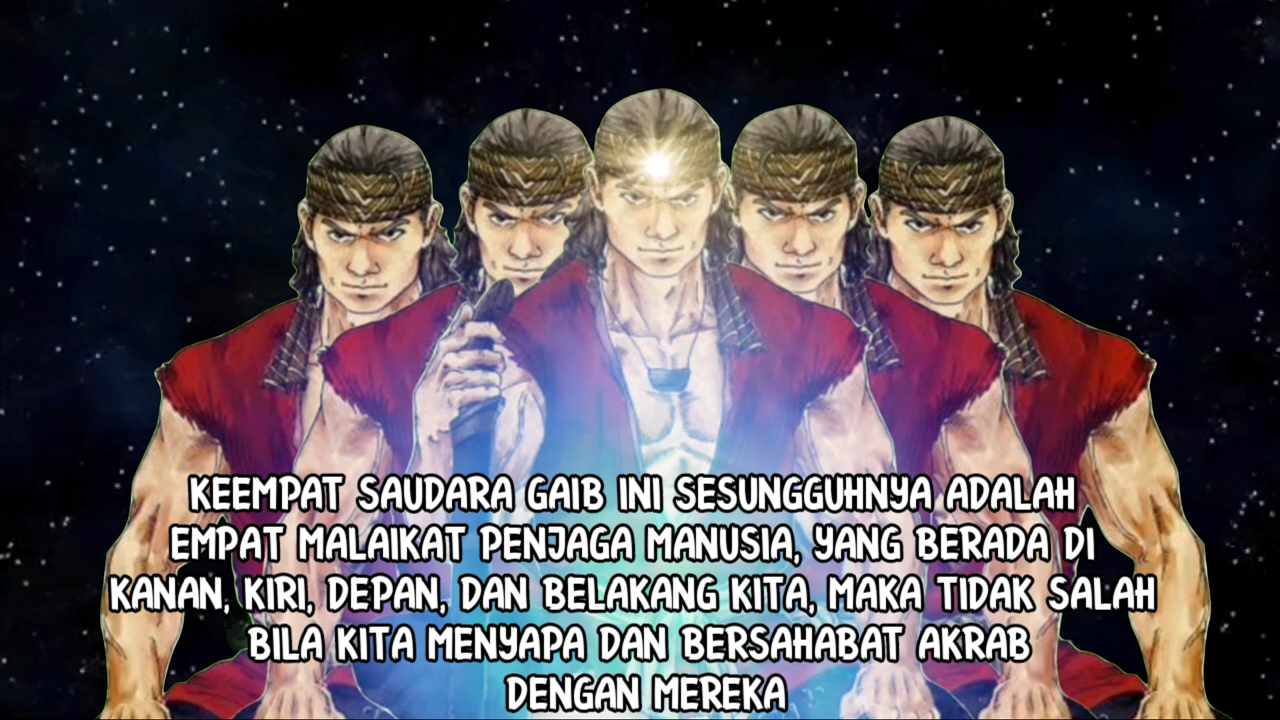 KEEMPAT SAUDARA GAIB INI SESUNGGUHNYA ADALAH
EMPAT MALAIKAT PENJAGA MANUSIA, YANG BERADA DI
KANAN, KIRI, DEPAN, DAN BELAKANG KITA, MAKA TIDAK SALAH
BILA KITA MENYAPA DAN BERSAHABAT AKRAB
DENGAN MEREKA